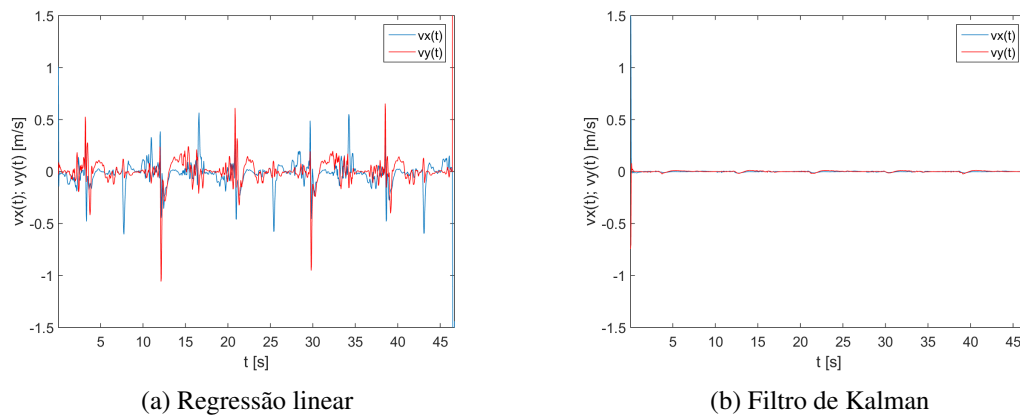 1.5
1
0.5
0
-0.5
-1
-1.5
vx(t); vy(t) [m/s]
5 10 15 20 25 30 35 40 45
t [s]
vx(t)
vy(t)
(a) Regressão linear
1.5
1
0.5
0
-0.5
-1
-1.5
vx(t); vy(t) [m/s]
5 10 15 20 25 30 35 40 45
t [s]
vx(t)
vy(t)
(b) Filtro de Kalman